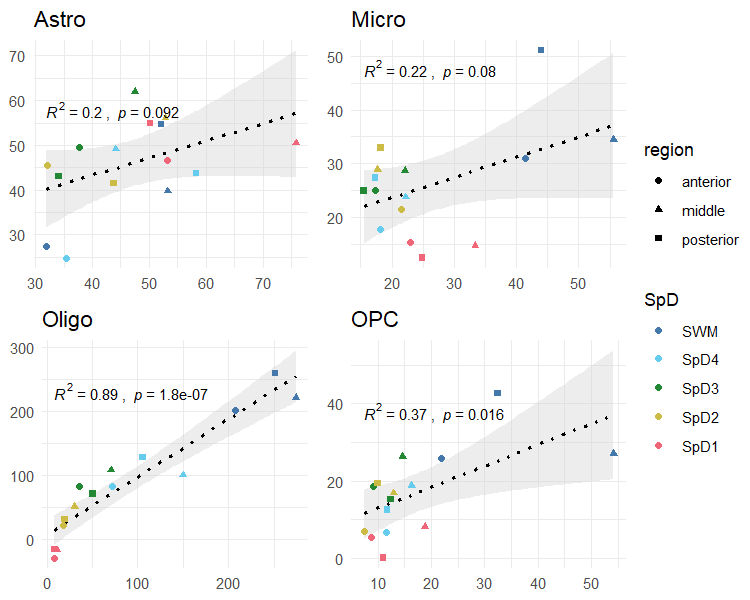 Astro
70
60
50
40
30
R² = 0.2 , p = 0.092
30 40 50 60 70
Micro
50
40
30
20
R² = 0.22 , p = 0.08
20 30 40 50
Oligo
300
200
100
0
R² = 0.89 , p = 1.8e-07
0 100 200
OPC
60
40
20
0
R² = 0.37 , p = 0.016
10 20 30 40 50
region
anterior
middle
posterior
SpD
SWM
SpD4
SpD3
SpD2
SpD1